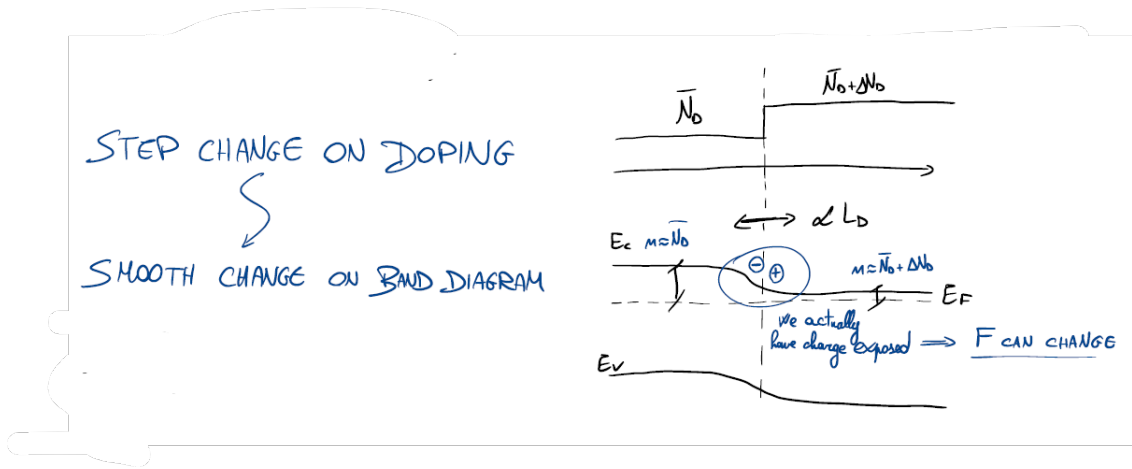 N̄D
N̄D+ΔND
STEP CHANGE ON DOPING
α LD
Ec n≈N̄D
SMOOTH CHANGE ON BAND DIAGRAM
⊖
⊕
n≈N̄D+ΔND
EF
We actually
have charge exposed ⟹ F CAN CHANGE
Ev